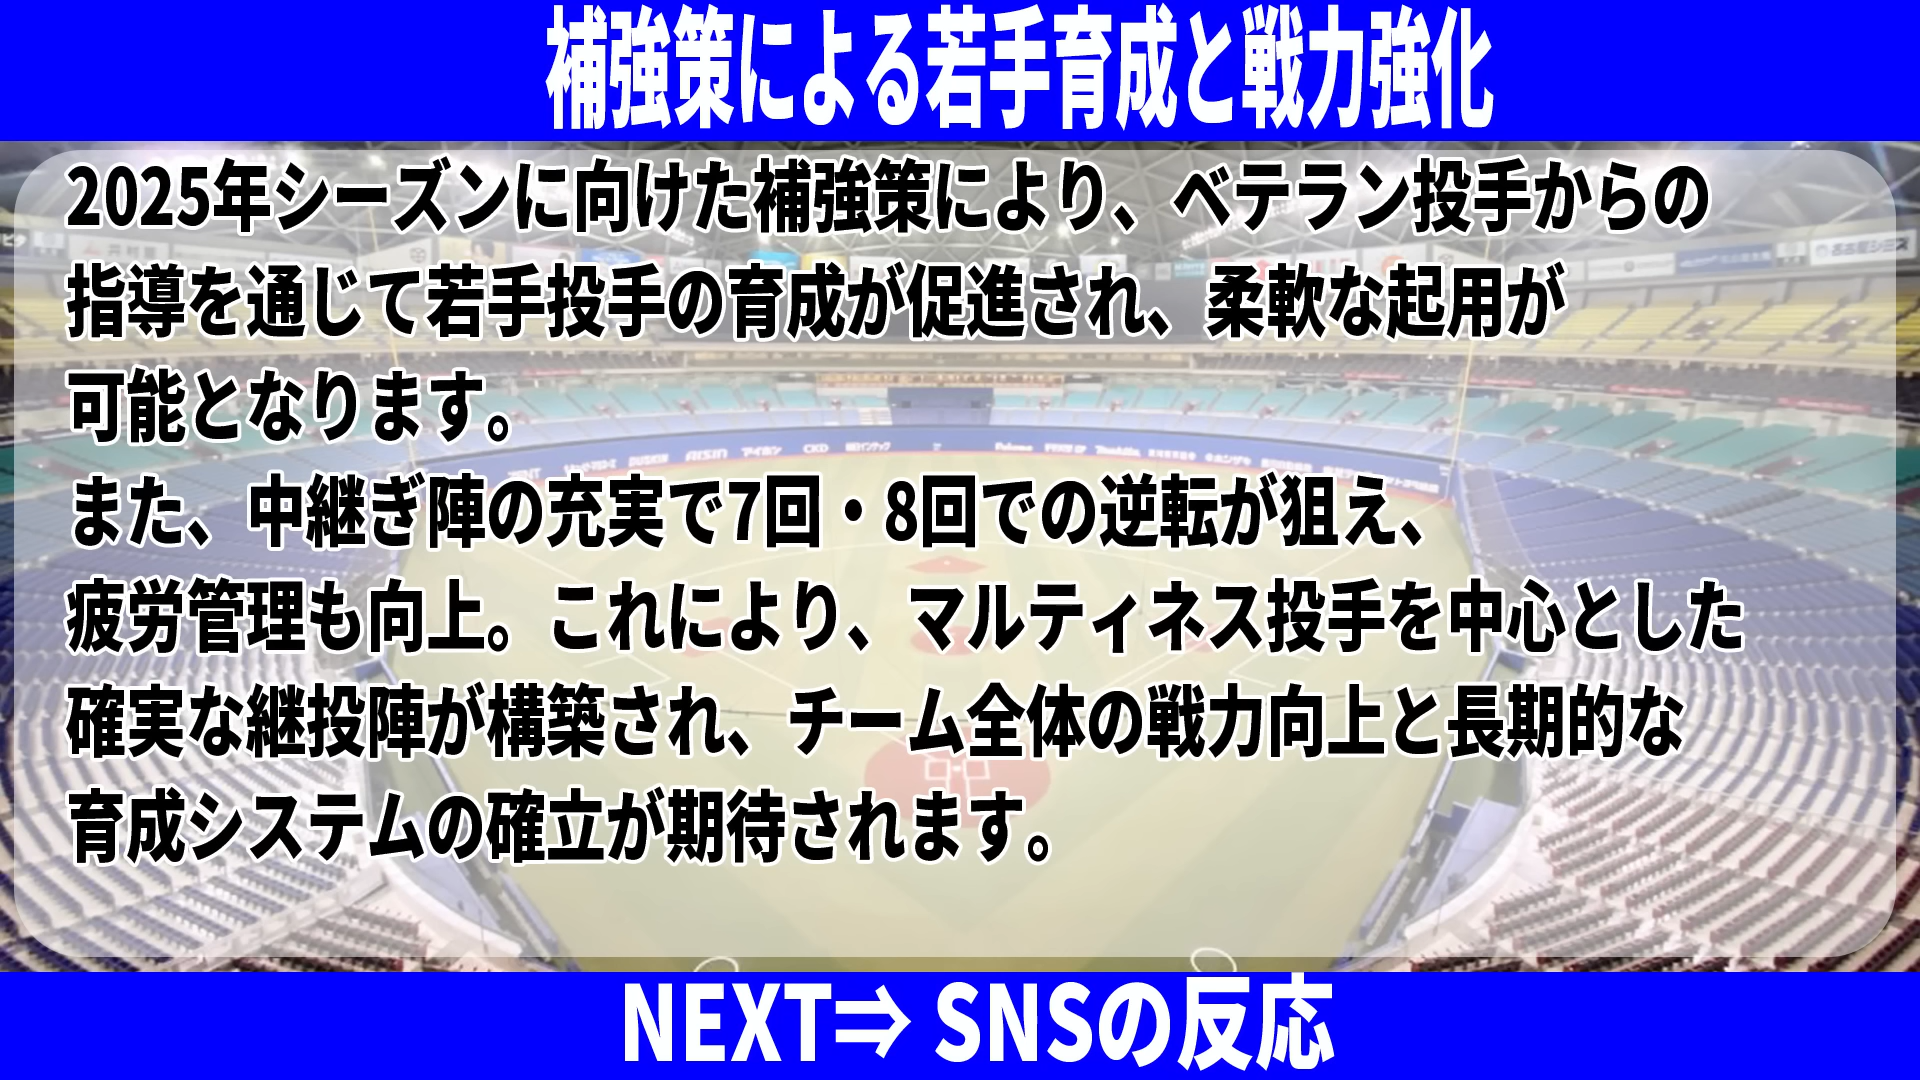 補強策による若手育成と戦力強化
2025年シーズンに向けた補強策により、ベテラン投手からの
指導を通じて若手投手の育成が促進され、柔軟な起用が
可能となります。
また、中継ぎ陣の充実で7回・8回での逆転が狙え、
疲労管理も向上。これにより、マルティネス投手を中心とした
確実な継投陣が構築され、チーム全体の戦力向上と長期的な
育成システムの確立が期待されます。
AISIN アイホン CKD
NEXT⇒ SNSの反応